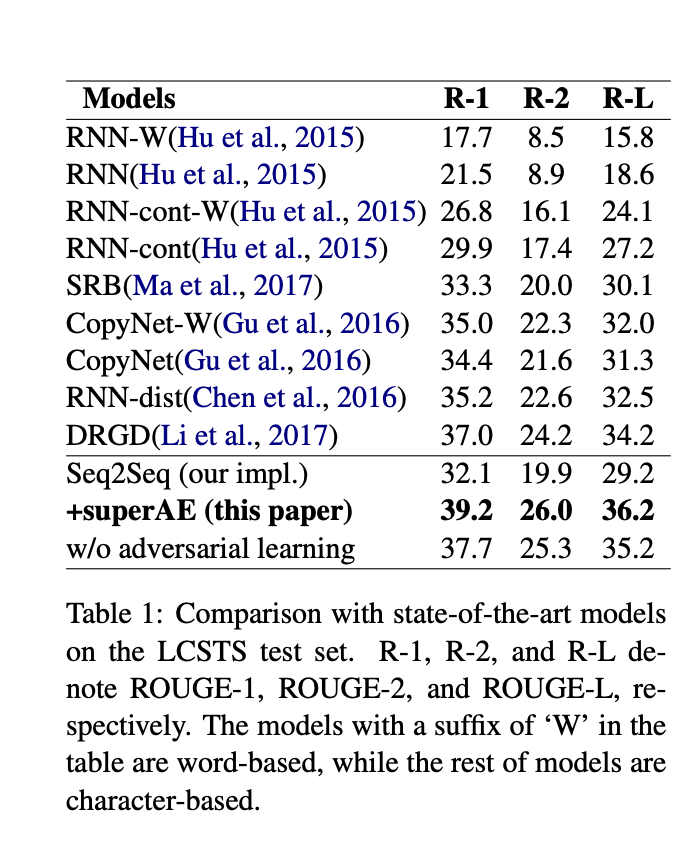 Models R-1 R-2 R-L
RNN-W(Hu et al., 2015) 17.7 8.5 15.8
RNN(Hu et al., 2015) 21.5 8.9 18.6
RNN-cont-W(Hu et al., 2015) 26.8 16.1 24.1
RNN-cont(Hu et al., 2015) 29.9 17.4 27.2
SRB(Ma et al., 2017) 33.3 20.0 30.1
CopyNet-W(Gu et al., 2016) 35.0 22.3 32.0
CopyNet(Gu et al., 2016) 34.4 21.6 31.3
RNN-dist(Chen et al., 2016) 35.2 22.6 32.5
DRGD(Li et al., 2017) 37.0 24.2 34.2
Seq2Seq (our impl.) 32.1 19.9 29.2
+superAE (this paper) 39.2 26.0 36.2
w/o adversarial learning 37.7 25.3 35.2
Table 1: Comparison with state-of-the-art models
on the LCSTS test set. R-1, R-2, and R-L de-
note ROUGE-1, ROUGE-2, and ROUGE-L, re-
spectively. The models with a suffix of ‘W’ in the
table are word-based, while the rest of models are
character-based.